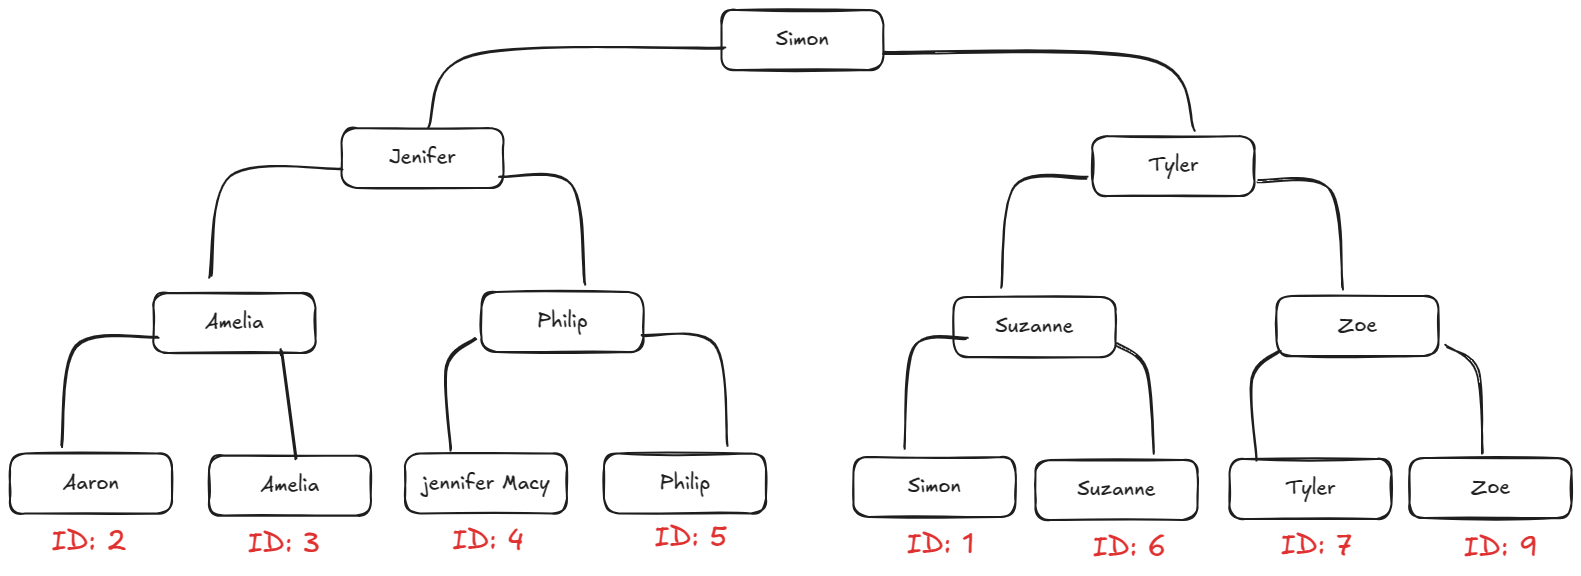 Simon
Jenifer
Tyler
Amelia
Philip
Suzanne
Zoe
Aaron
Amelia
jennifer Macy
Philip
Simon
Suzanne
Tyler
Zoe
ID: 2
ID: 3
ID: 4
ID: 5
ID: 1
ID: 6
ID: 7
ID: 9